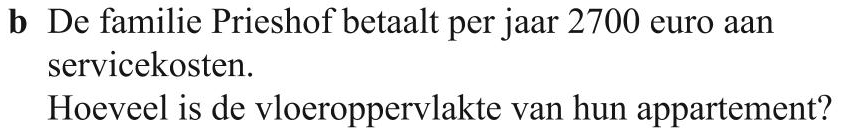 b De familie Prieshof betaalt per jaar 2700 euro aan
servicekosten.
Hoeveel is de vloeroppervlakte van hun appartement?